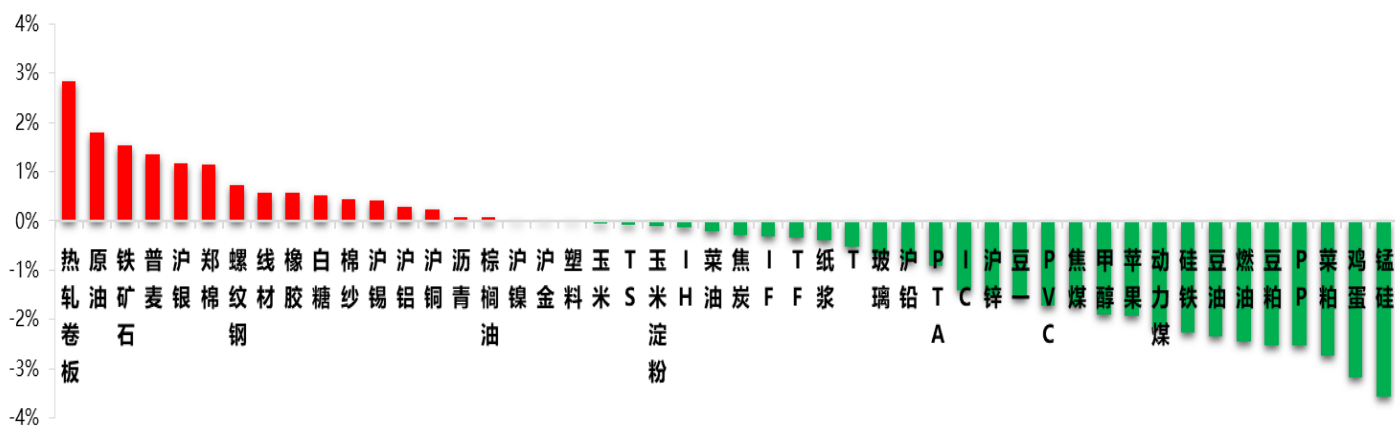 4%
3%
2%
1%
0%
-1%
-2%
-3%
-4%
热轧卷板
原油
铁矿石
普麦
沪银
郑棉
螺纹钢
线材
橡胶
白糖
棉纱
沪锡
沪铝
沪铜
沥青
棕榈油
沪镍
沪金
塑料
玉米
TS
玉米淀粉
IH
菜油
焦炭
IF
TF
纸浆
T
玻璃
沪铅
PTA
IC
沪锌
豆一
PVC
焦煤
甲醇
苹果
动力煤
硅铁
豆油
燃油
豆粕
PP
菜粕
鸡蛋
锰硅